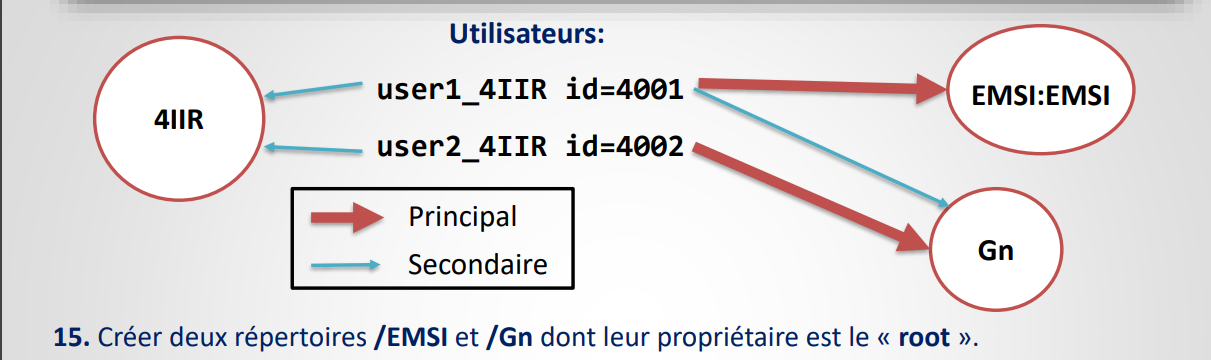 Utilisateurs:
user1_4IIR id=4001
4IIR
EMSI:EMSI
user2_4IIR id=4002
Principal
Secondaire
Gn
15. Créer deux répertoires /EMSI et /Gn dont leur propriétaire est le « root ».